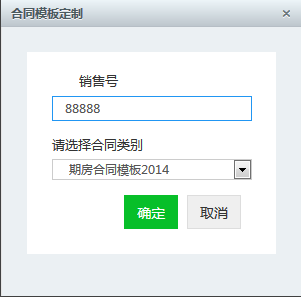 合同模板定制
销售号
88888
请选择合同类别
期房合同模板2014
确定 取消